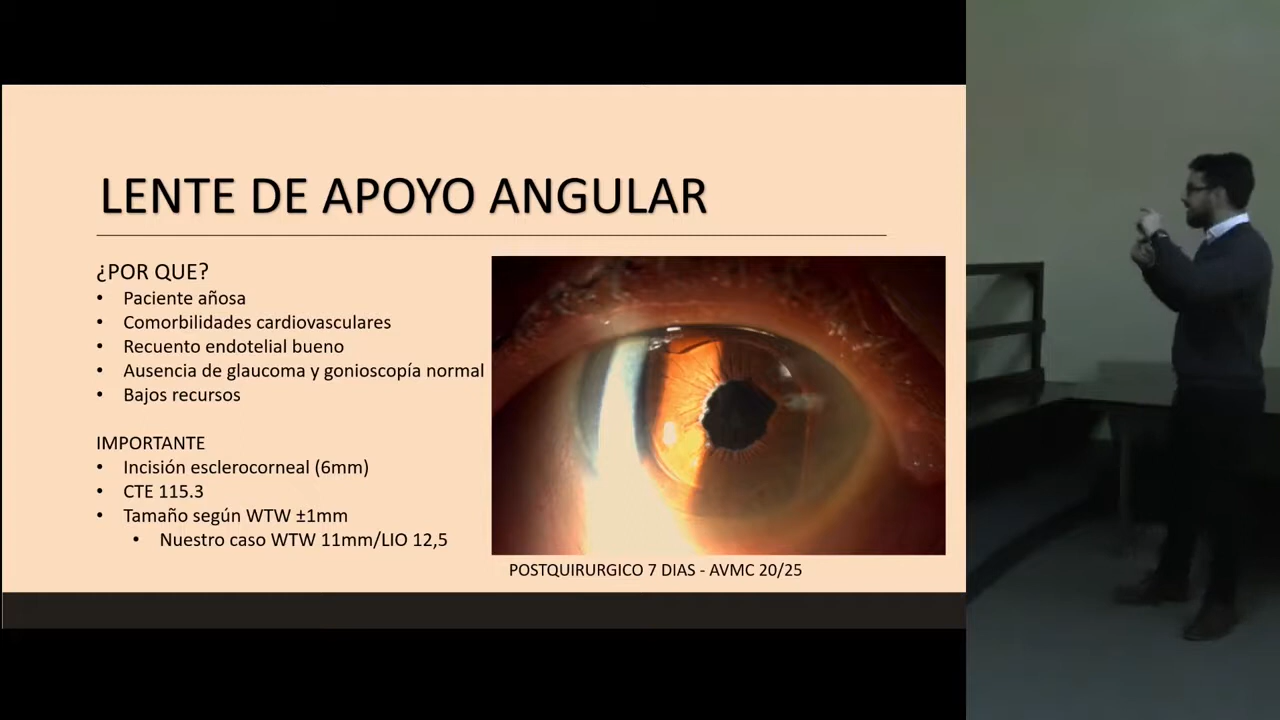 LENTE DE APOYO ANGULAR
¿POR QUE?
• Paciente añosa
• Comorbilidades cardiovasculares
• Recuento endotelial bueno
• Ausencia de glaucoma y gonioscopía normal
• Bajos recursos
IMPORTANTE
• Incisión esclerocorneal (6mm)
• CTE 115.3
• Tamaño según WTW ±1mm
• Nuestro caso WTW 11mm/LIO 12,5
POSTQUIRURGICO 7 DIAS - AVMC 20/25